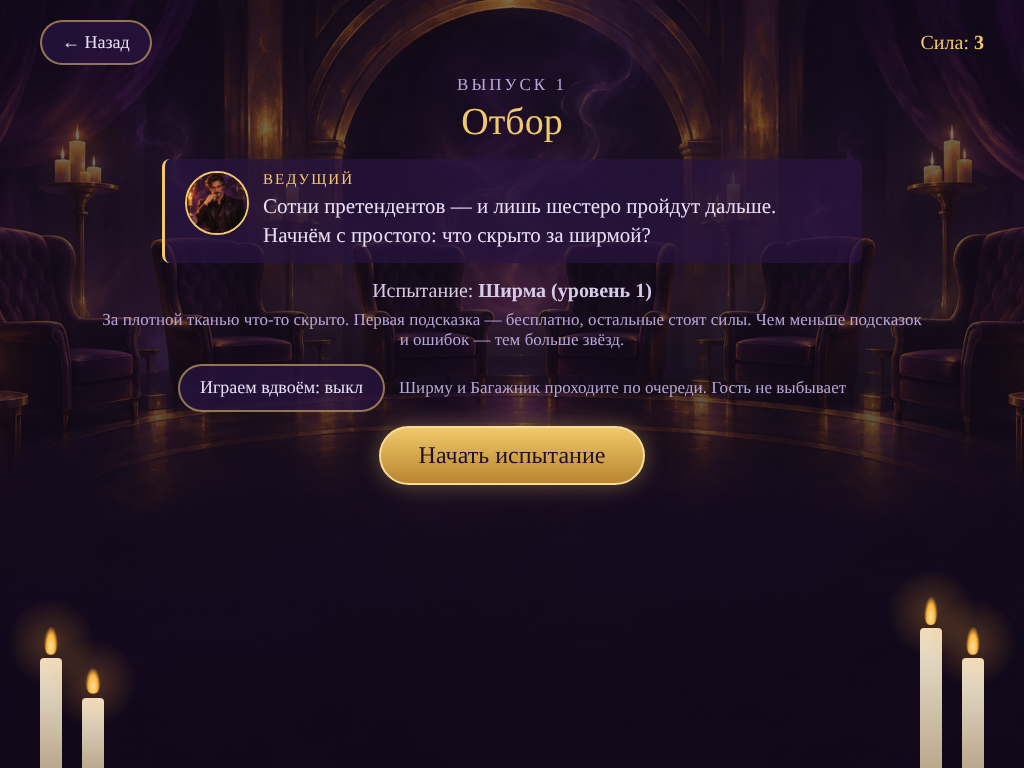 ← Назад
Сила: 3
ВЫПУСК 1
Отбор
ВЕДУЩИЙ
Сотни претендентов — и лишь шестеро пройдут дальше.
Начнём с простого: что скрыто за ширмой?
Испытание: Ширма (уровень 1)
За плотной тканью что-то скрыто. Первая подсказка — бесплатно, остальные стоят силы. Чем меньше подсказок
и ошибок — тем больше звёзд.
Играем вдвоём: выкл
Ширму и Багажник проходите по очереди. Гость не выбывает
Начать испытание